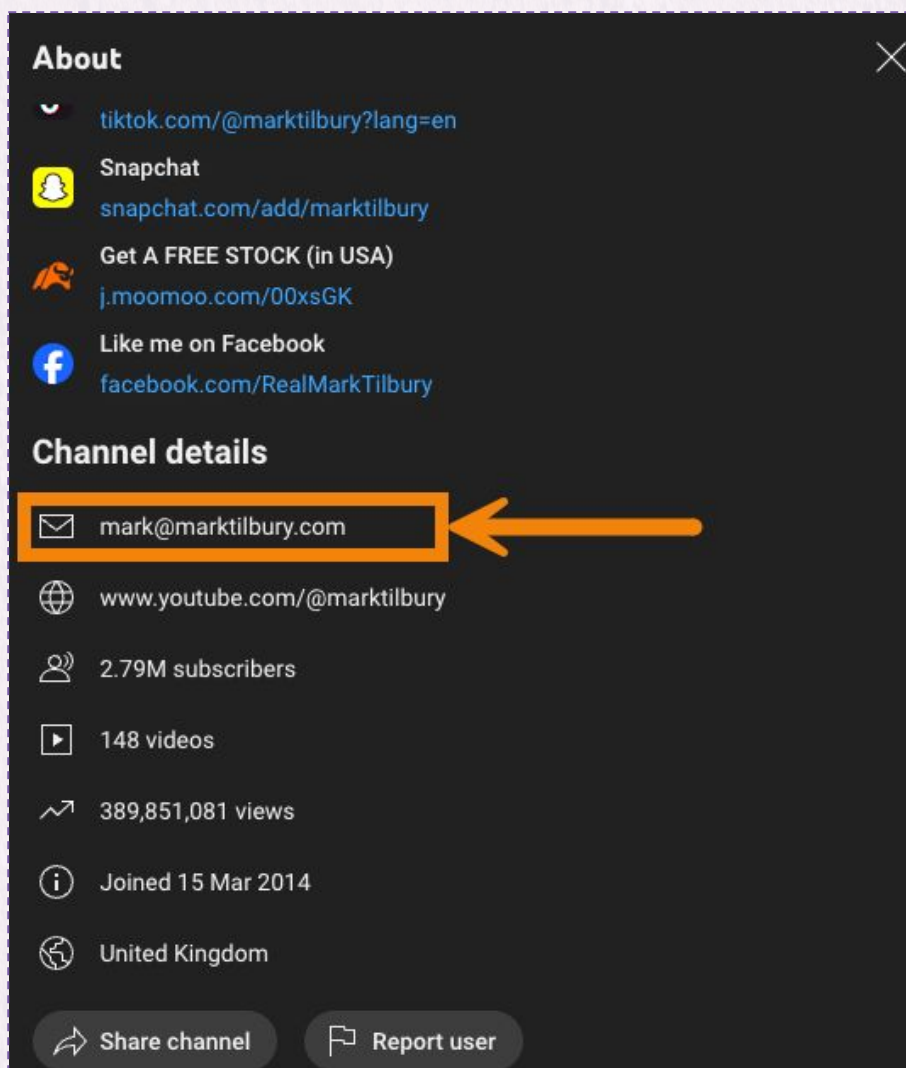 About
tiktok.com/@marktilbury?lang=en
Snapchat
snapchat.com/add/marktilbury
Get A FREE STOCK (in USA)
j.moomoo.com/00xsGK
Like me on Facebook
facebook.com/RealMarkTilbury
Channel details
mark@marktilbury.com
www.youtube.com/@marktilbury
2.79M subscribers
148 videos
389,851,081 views
Joined 15 Mar 2014
United Kingdom
Share channel
Report user